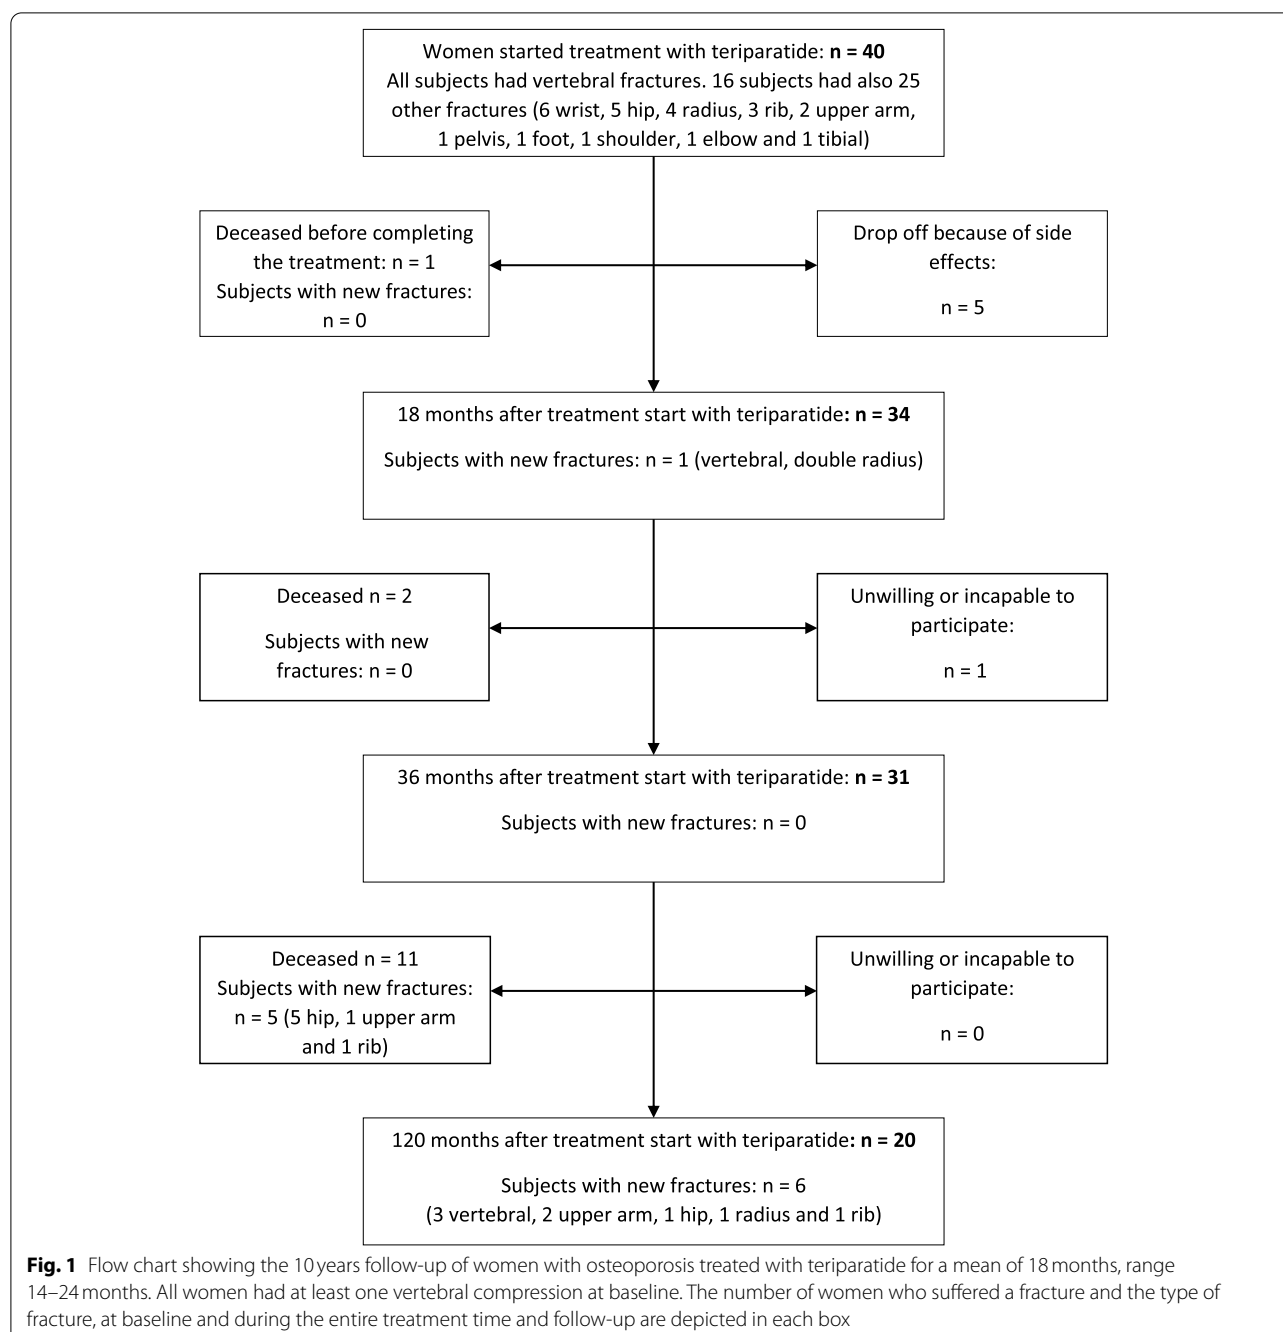 Women started treatment with teriparatide: n = 40
All subjects had vertebral fractures. 16 subjects had also 25
other fractures (6 wrist, 5 hip, 4 radius, 3 rib, 2 upper arm,
1 pelvis, 1 foot, 1 shoulder, 1 elbow and 1 tibial)
Deceased before completing
the treatment: n = 1
Subjects with new fractures:
n = 0
Drop off because of side
effects:
n = 5
18 months after treatment start with teriparatide: n = 34
Subjects with new fractures: n = 1 (vertebral, double radius)
Deceased n = 2
Subjects with new
fractures: n = 0
Unwilling or incapable to
participate:
n = 1
36 months after treatment start with teriparatide: n = 31
Subjects with new fractures: n = 0
Deceased n = 11
Subjects with new fractures:
n = 5 (5 hip, 1 upper arm
and 1 rib)
Unwilling or incapable to
participate:
n = 0
120 months after treatment start with teriparatide: n = 20
Subjects with new fractures: n = 6
(3 vertebral, 2 upper arm, 1 hip, 1 radius and 1 rib)
Fig. 1 Flow chart showing the 10 years follow-up of women with osteoporosis treated with teriparatide for a mean of 18 months, range
14–24 months. All women had at least one vertebral compression at baseline. The number of women who suffered a fracture and the type of
fracture, at baseline and during the entire treatment time and follow-up are depicted in each box